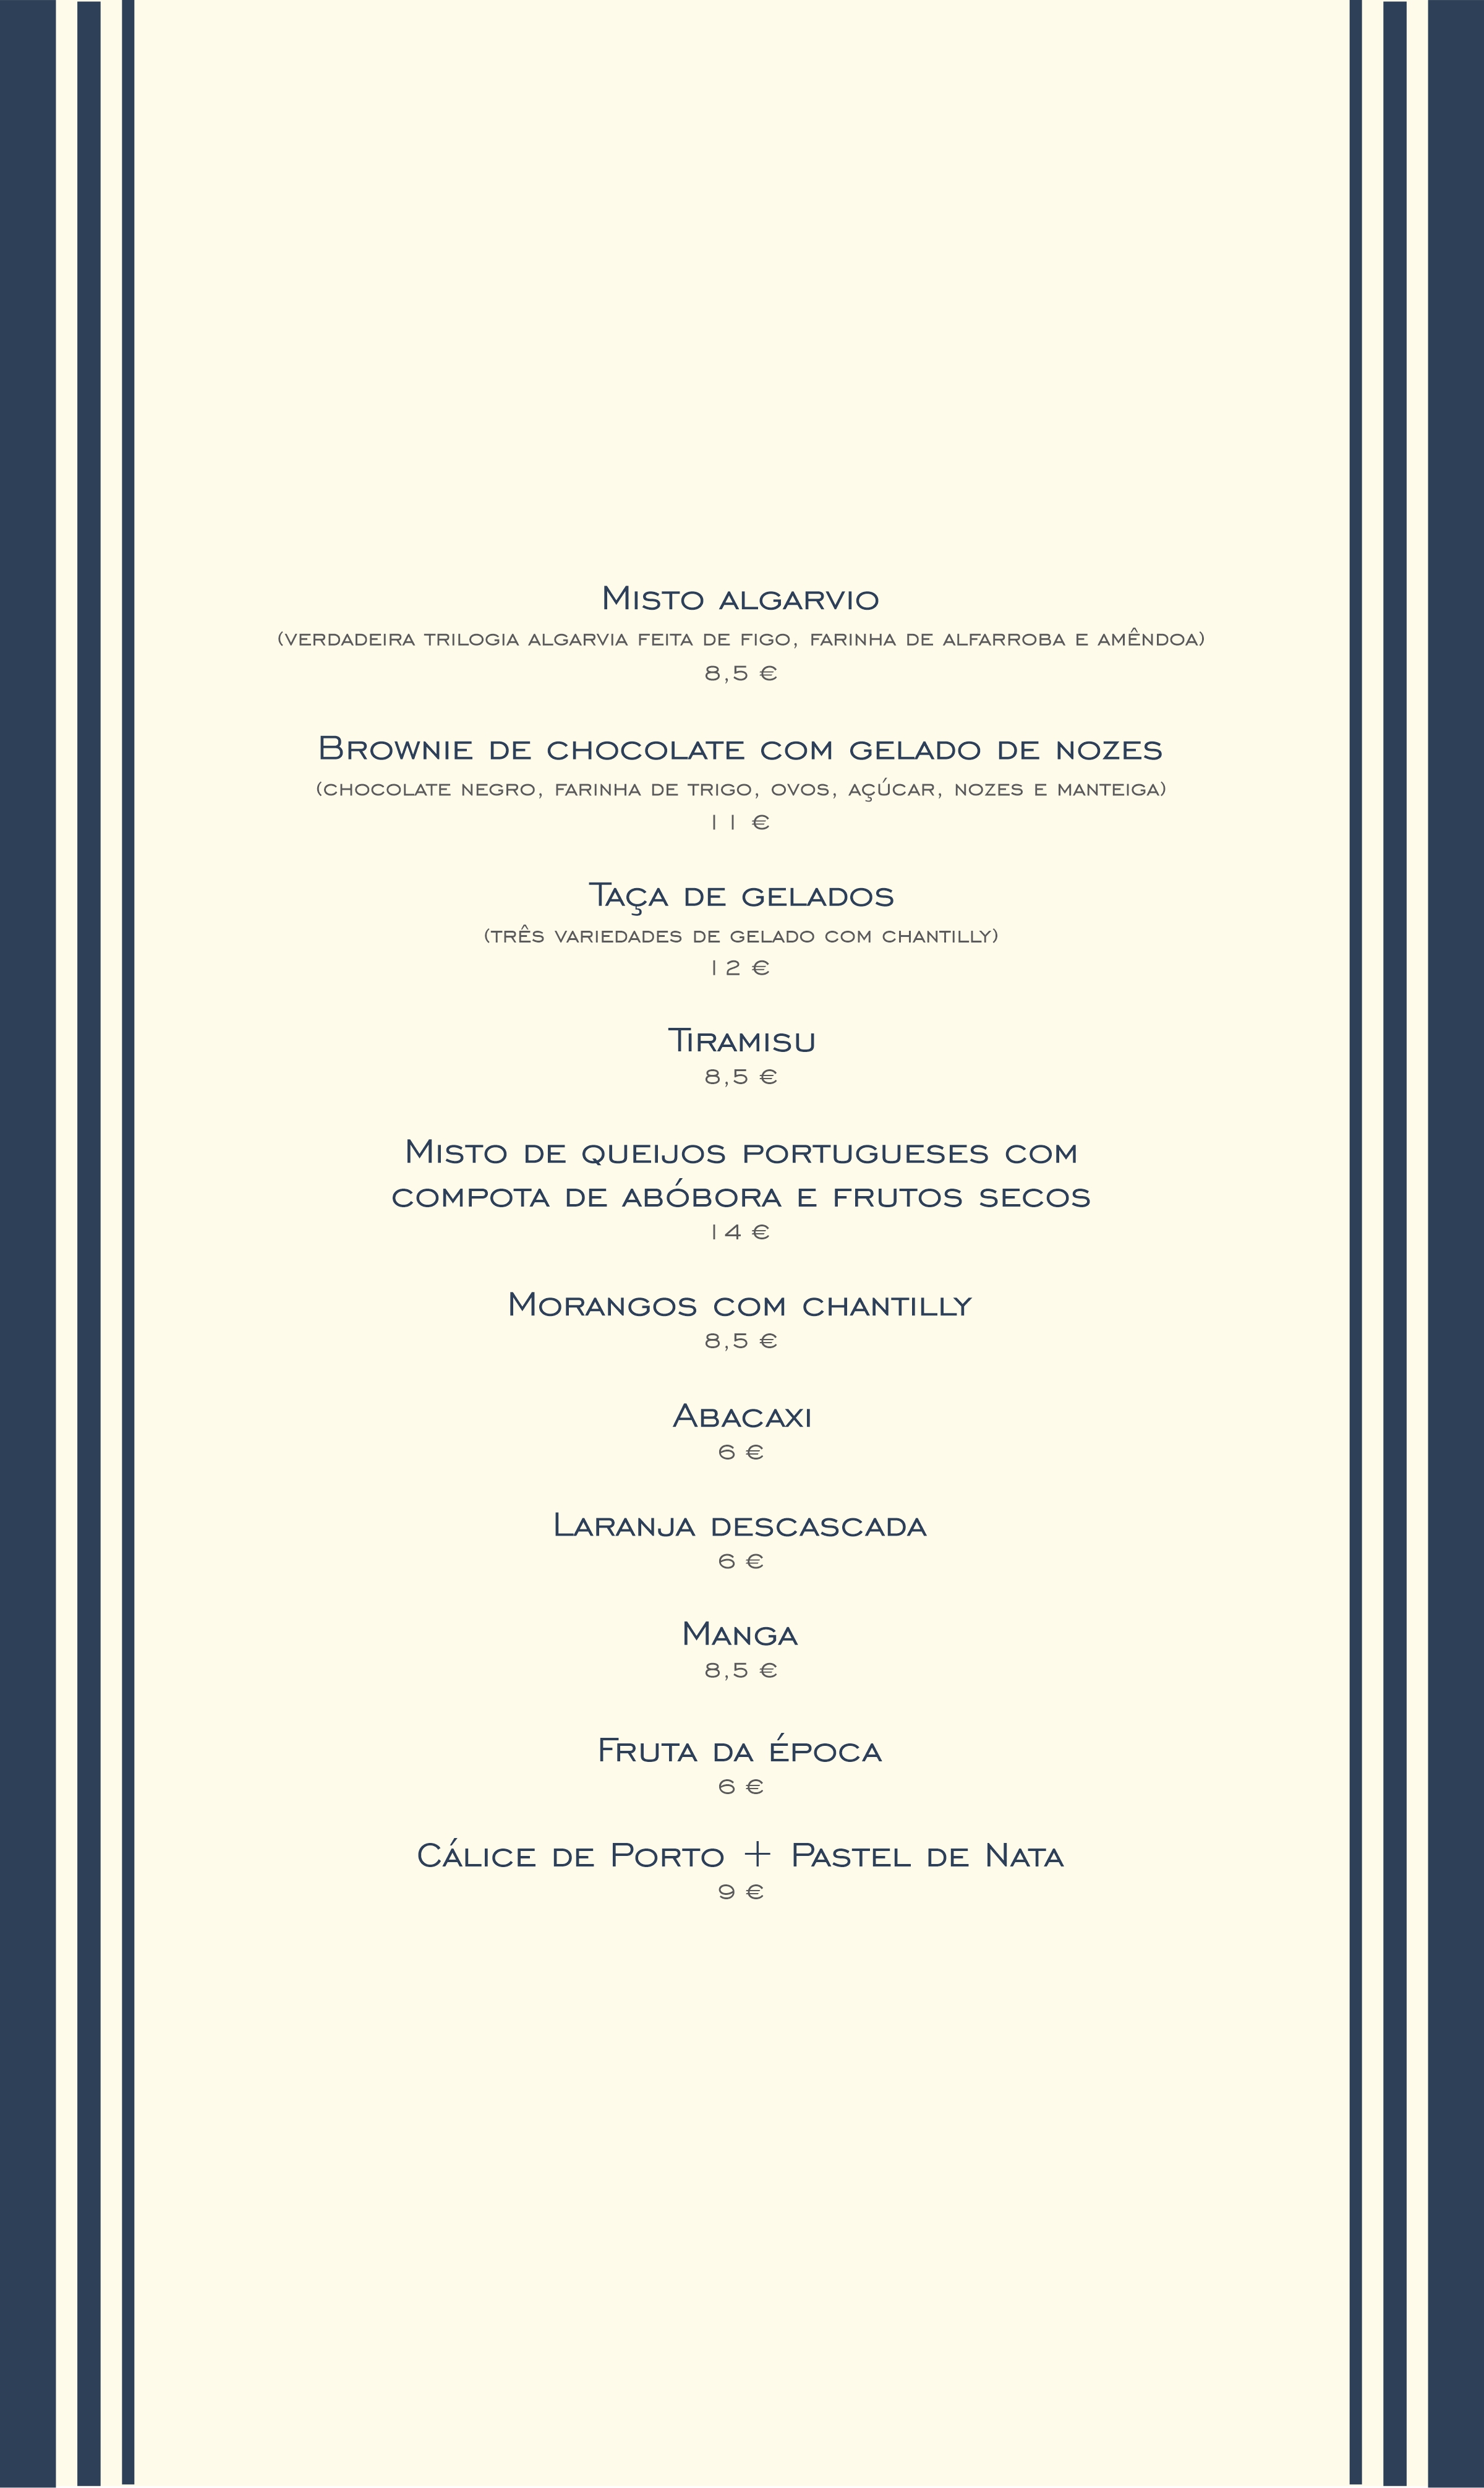 Misto algarvio
(verdadeira trilogia algarvia feita de figo, farinha de alfarroba e amêndoa)
8,5 €
Brownie de chocolate com gelado de nozes
(chocolate negro, farinha de trigo, ovos, açúcar, nozes e manteiga)
11 €
Taça de gelados
(três variedades de gelado com chantilly)
12 €
Tiramisu
8,5 €
Misto de queijos portugueses com
compota de abóbora e frutos secos
14 €
Morangos com chantilly
8,5 €
Abacaxi
6 €
Laranja descascada
6 €
Manga
8,5 €
Fruta da época
6 €
Cálice de Porto + Pastel de Nata
9 €